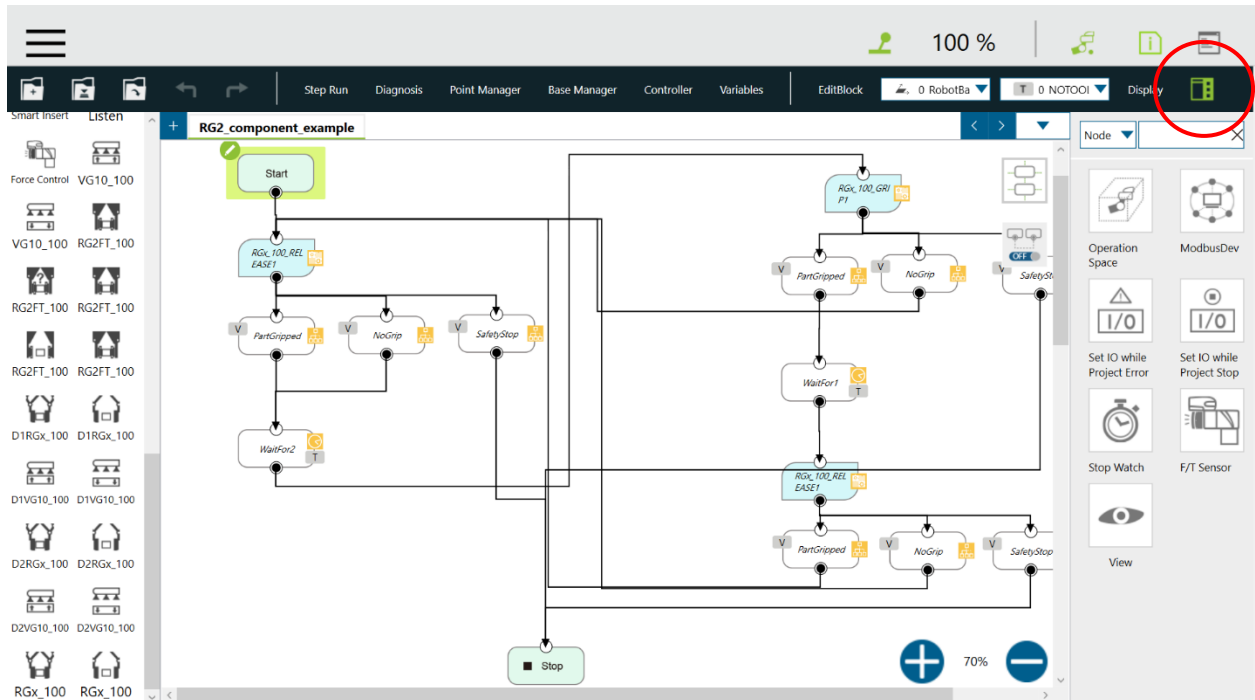 100 %
Step Run
Diagnosis
Point Manager
Base Manager
Controller
Variables
EditBlock
0 RobotBa
T 0 NOTOOl
Display
Smart Insert
Listen
Force Control
VG10_100
VG10_100
RG2FT_100
RG2FT_100
RG2FT_100
RG2FT_100
RG2FT_100
D1RGx_100
D1RGx_100
D1VG10_100
D1VG10_100
D2RGx_100
D2RGx_100
D2VG10_100
D2VG10_100
RGx_100
RGx_100
+
RG2_component_example
Start
RGx_100_REL
EASE1
V
PartGripped
V
NoGrip
V
SafetyStop
WaitFor2
T
RGx_100_GRI
P1
OFF
V
PartGripped
V
NoGrip
V
SafetySt
WaitFor1
T
RGx_100_REL
EASE1
V
PartGripped
V
NoGrip
V
SafetyStop
Stop
70%
Node
Operation
Space
ModbusDev
I/O
I/O
Set IO while
Project Error
Set IO while
Project Stop
Stop Watch
F/T Sensor
View